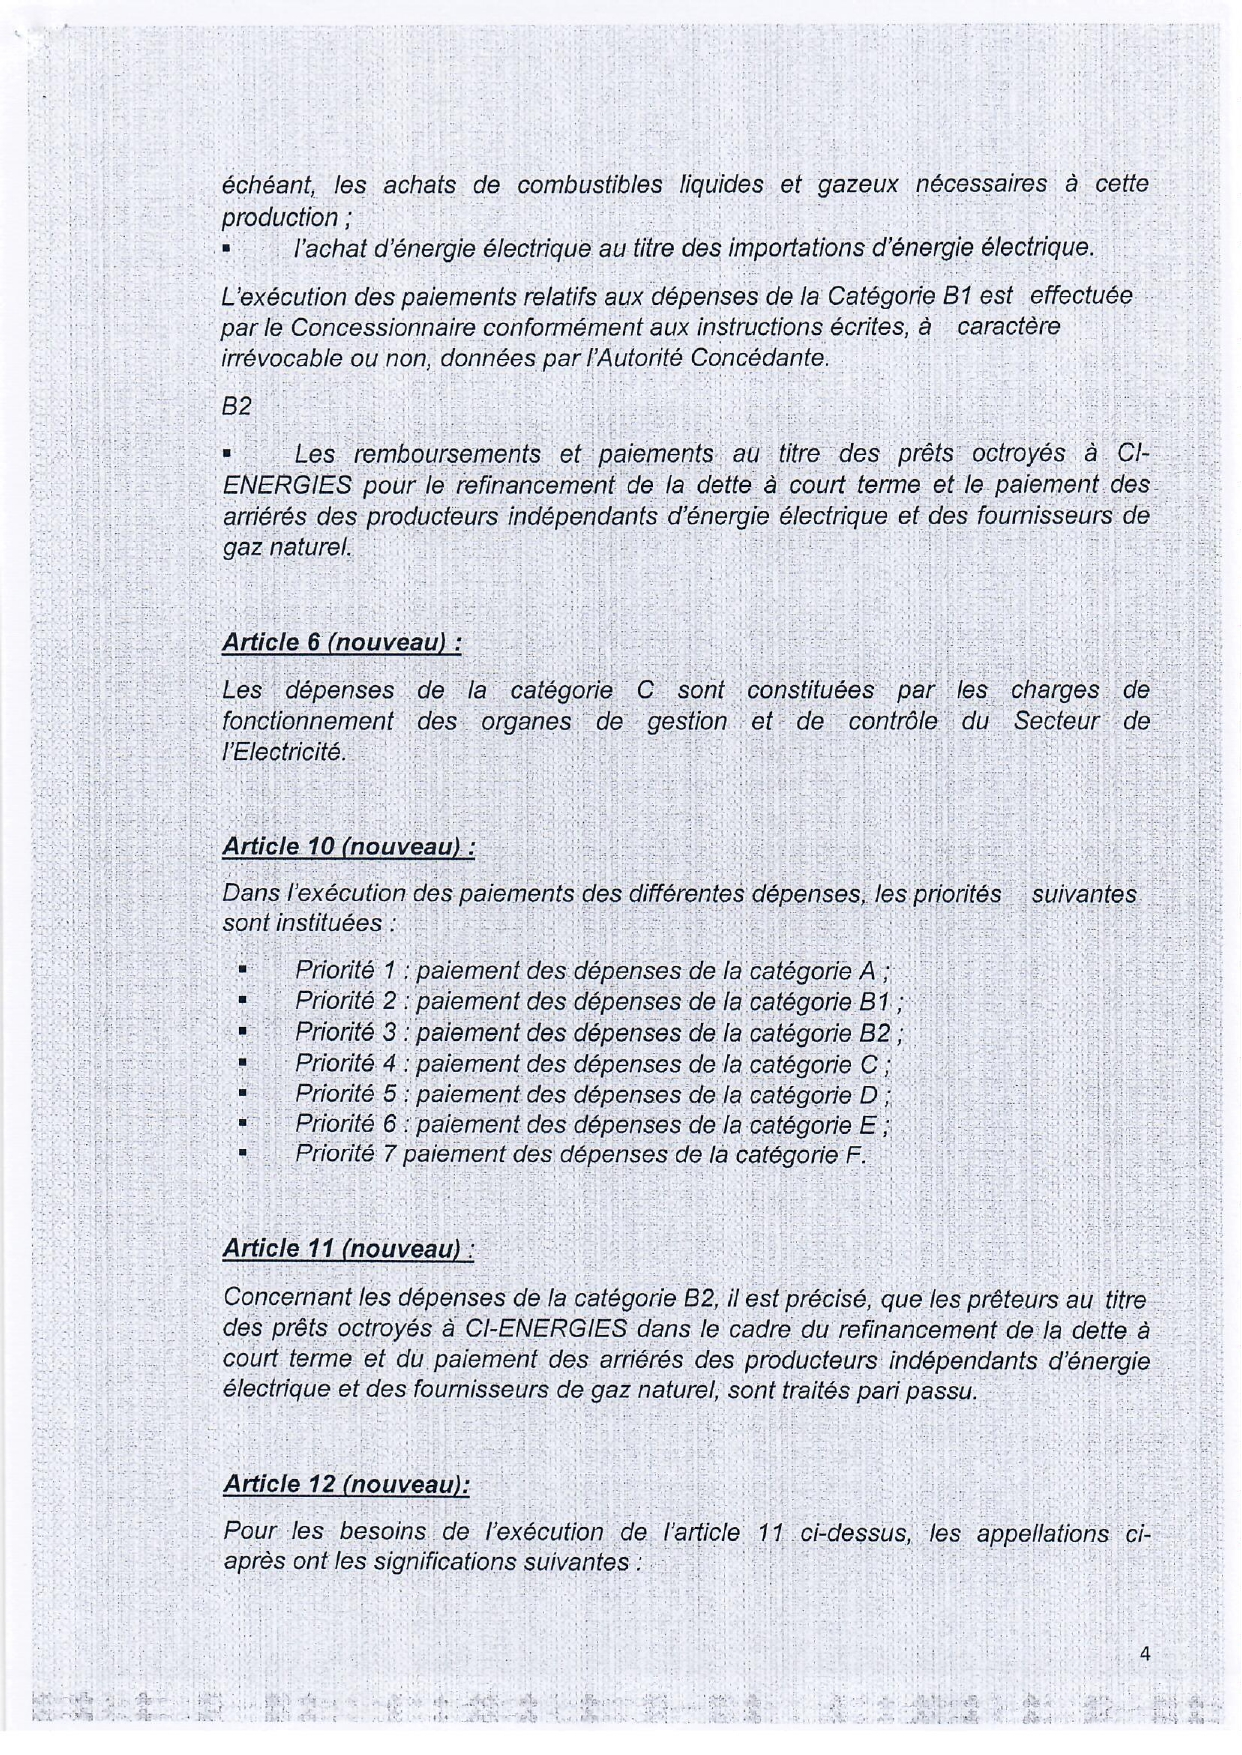 échéant, les achats de combustibles liquides et gazeux nécessaires à cette
production ;
▪ l'achat d'énergie électrique au titre des importations d'énergie électrique.
L'exécution des paiements relatifs aux dépenses de la Catégorie B1 est effectuée
par le Concessionnaire conformément aux instructions écrites, à caractère
irrévocable ou non, données par l'Autorité Concédante.
B2
▪ Les remboursements et paiements au titre des prêts octroyés à CI-
ENERGIES pour le refinancement de la dette à court terme et le paiement des
arriérés des producteurs indépendants d'énergie électrique et des fournisseurs de
gaz naturel.
Article 6 (nouveau) :
Les dépenses de la catégorie C sont constituées par les charges de
fonctionnement des organes de gestion et de contrôle du Secteur de
l'Electricité.
Article 10 (nouveau) :
Dans l'exécution des paiements des différentes dépenses, les priorités suivantes
sont instituées :
▪ Priorité 1 : paiement des dépenses de la catégorie A ;
▪ Priorité 2 : paiement des dépenses de la catégorie B1 ;
▪ Priorité 3 : paiement des dépenses de la catégorie B2 ;
▪ Priorité 4 : paiement des dépenses de la catégorie C ;
▪ Priorité 5 : paiement des dépenses de la catégorie D ;
▪ Priorité 6 : paiement des dépenses de la catégorie E ;
▪ Priorité 7 paiement des dépenses de la catégorie F.
Article 11 (nouveau) :
Concernant les dépenses de la catégorie B2, il est précisé, que les prêteurs au titre
des prêts octroyés à CI-ENERGIES dans le cadre du refinancement de la dette à
court terme et du paiement des arriérés des producteurs indépendants d'énergie
électrique et des fournisseurs de gaz naturel, sont traités pari passu.
Article 12 (nouveau):
Pour les besoins de l'exécution de l'article 11 ci-dessus, les appellations ci-
après ont les significations suivantes :
4